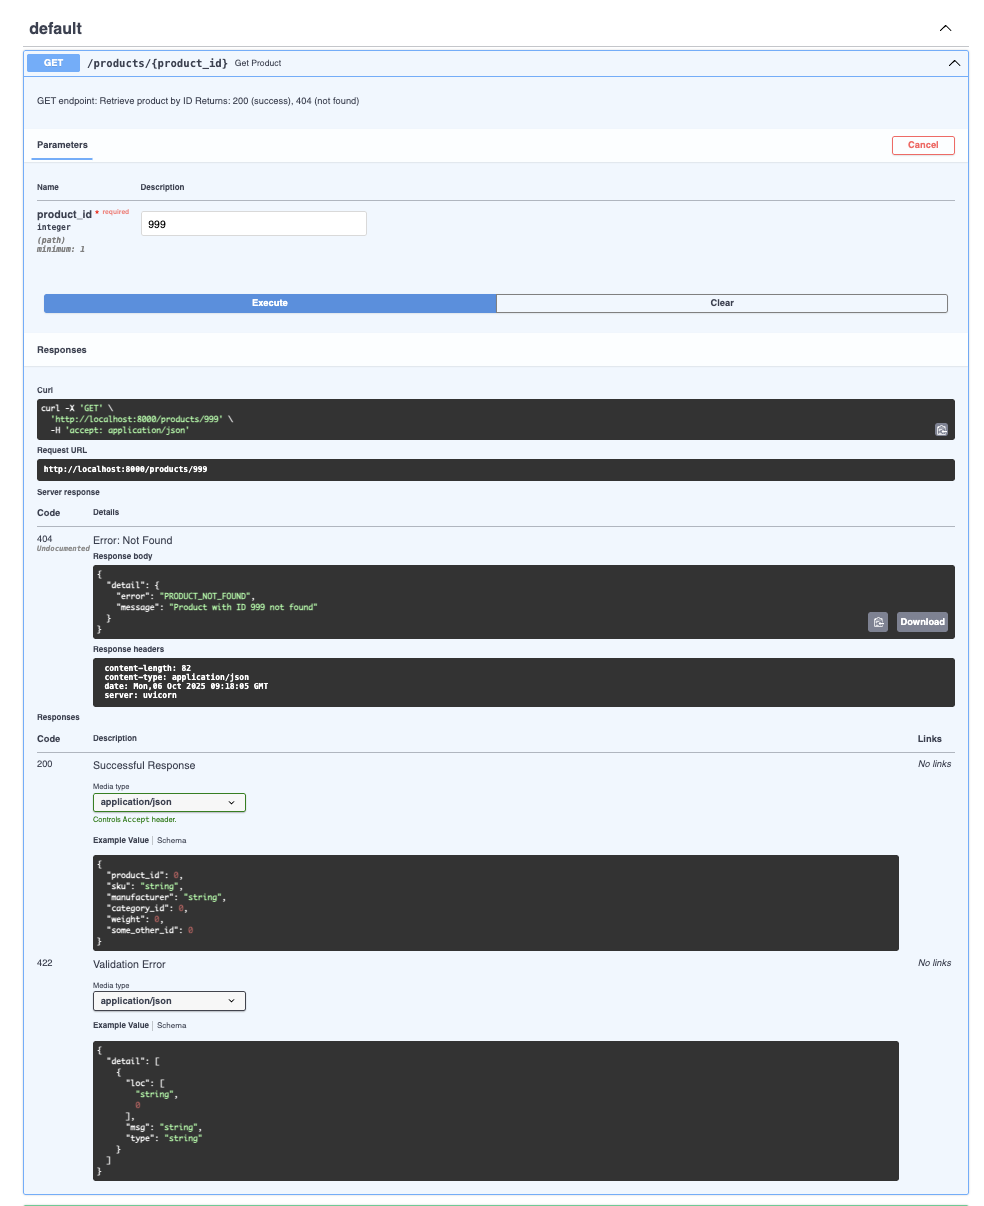 default
GET /products/{product_id} Get Product
GET endpoint: Retrieve product by ID Returns: 200 (success), 404 (not found)
Parameters Cancel
Name Description
product_id * required
integer
(path)
minimum: 1
999
Execute Clear
Responses
Curl
curl -X 'GET' \
  'http://localhost:8000/products/999' \
  -H 'accept: application/json'
Request URL
http://localhost:8000/products/999
Server response
Code Details
404 Error: Not Found
Undocumented
Response body
{
  "detail": {
    "error": "PRODUCT_NOT_FOUND",
    "message": "Product with ID 999 not found"
  }
}
Download
Response headers
content-length: 82
content-type: application/json
date: Mon,06 Oct 2025 09:18:05 GMT
server: uvicorn
Responses
Code Description Links
200 Successful Response No links
Media type
application/json
Controls Accept header.
Example Value | Schema
{
  "product_id": 0,
  "sku": "string",
  "manufacturer": "string",
  "category_id": 0,
  "weight": 0,
  "some_other_id": 0
}
422 Validation Error No links
Media type
application/json
Example Value | Schema
{
  "detail": [
    {
      "loc": [
        "string",
        0
      ],
      "msg": "string",
      "type": "string"
    }
  ]
}